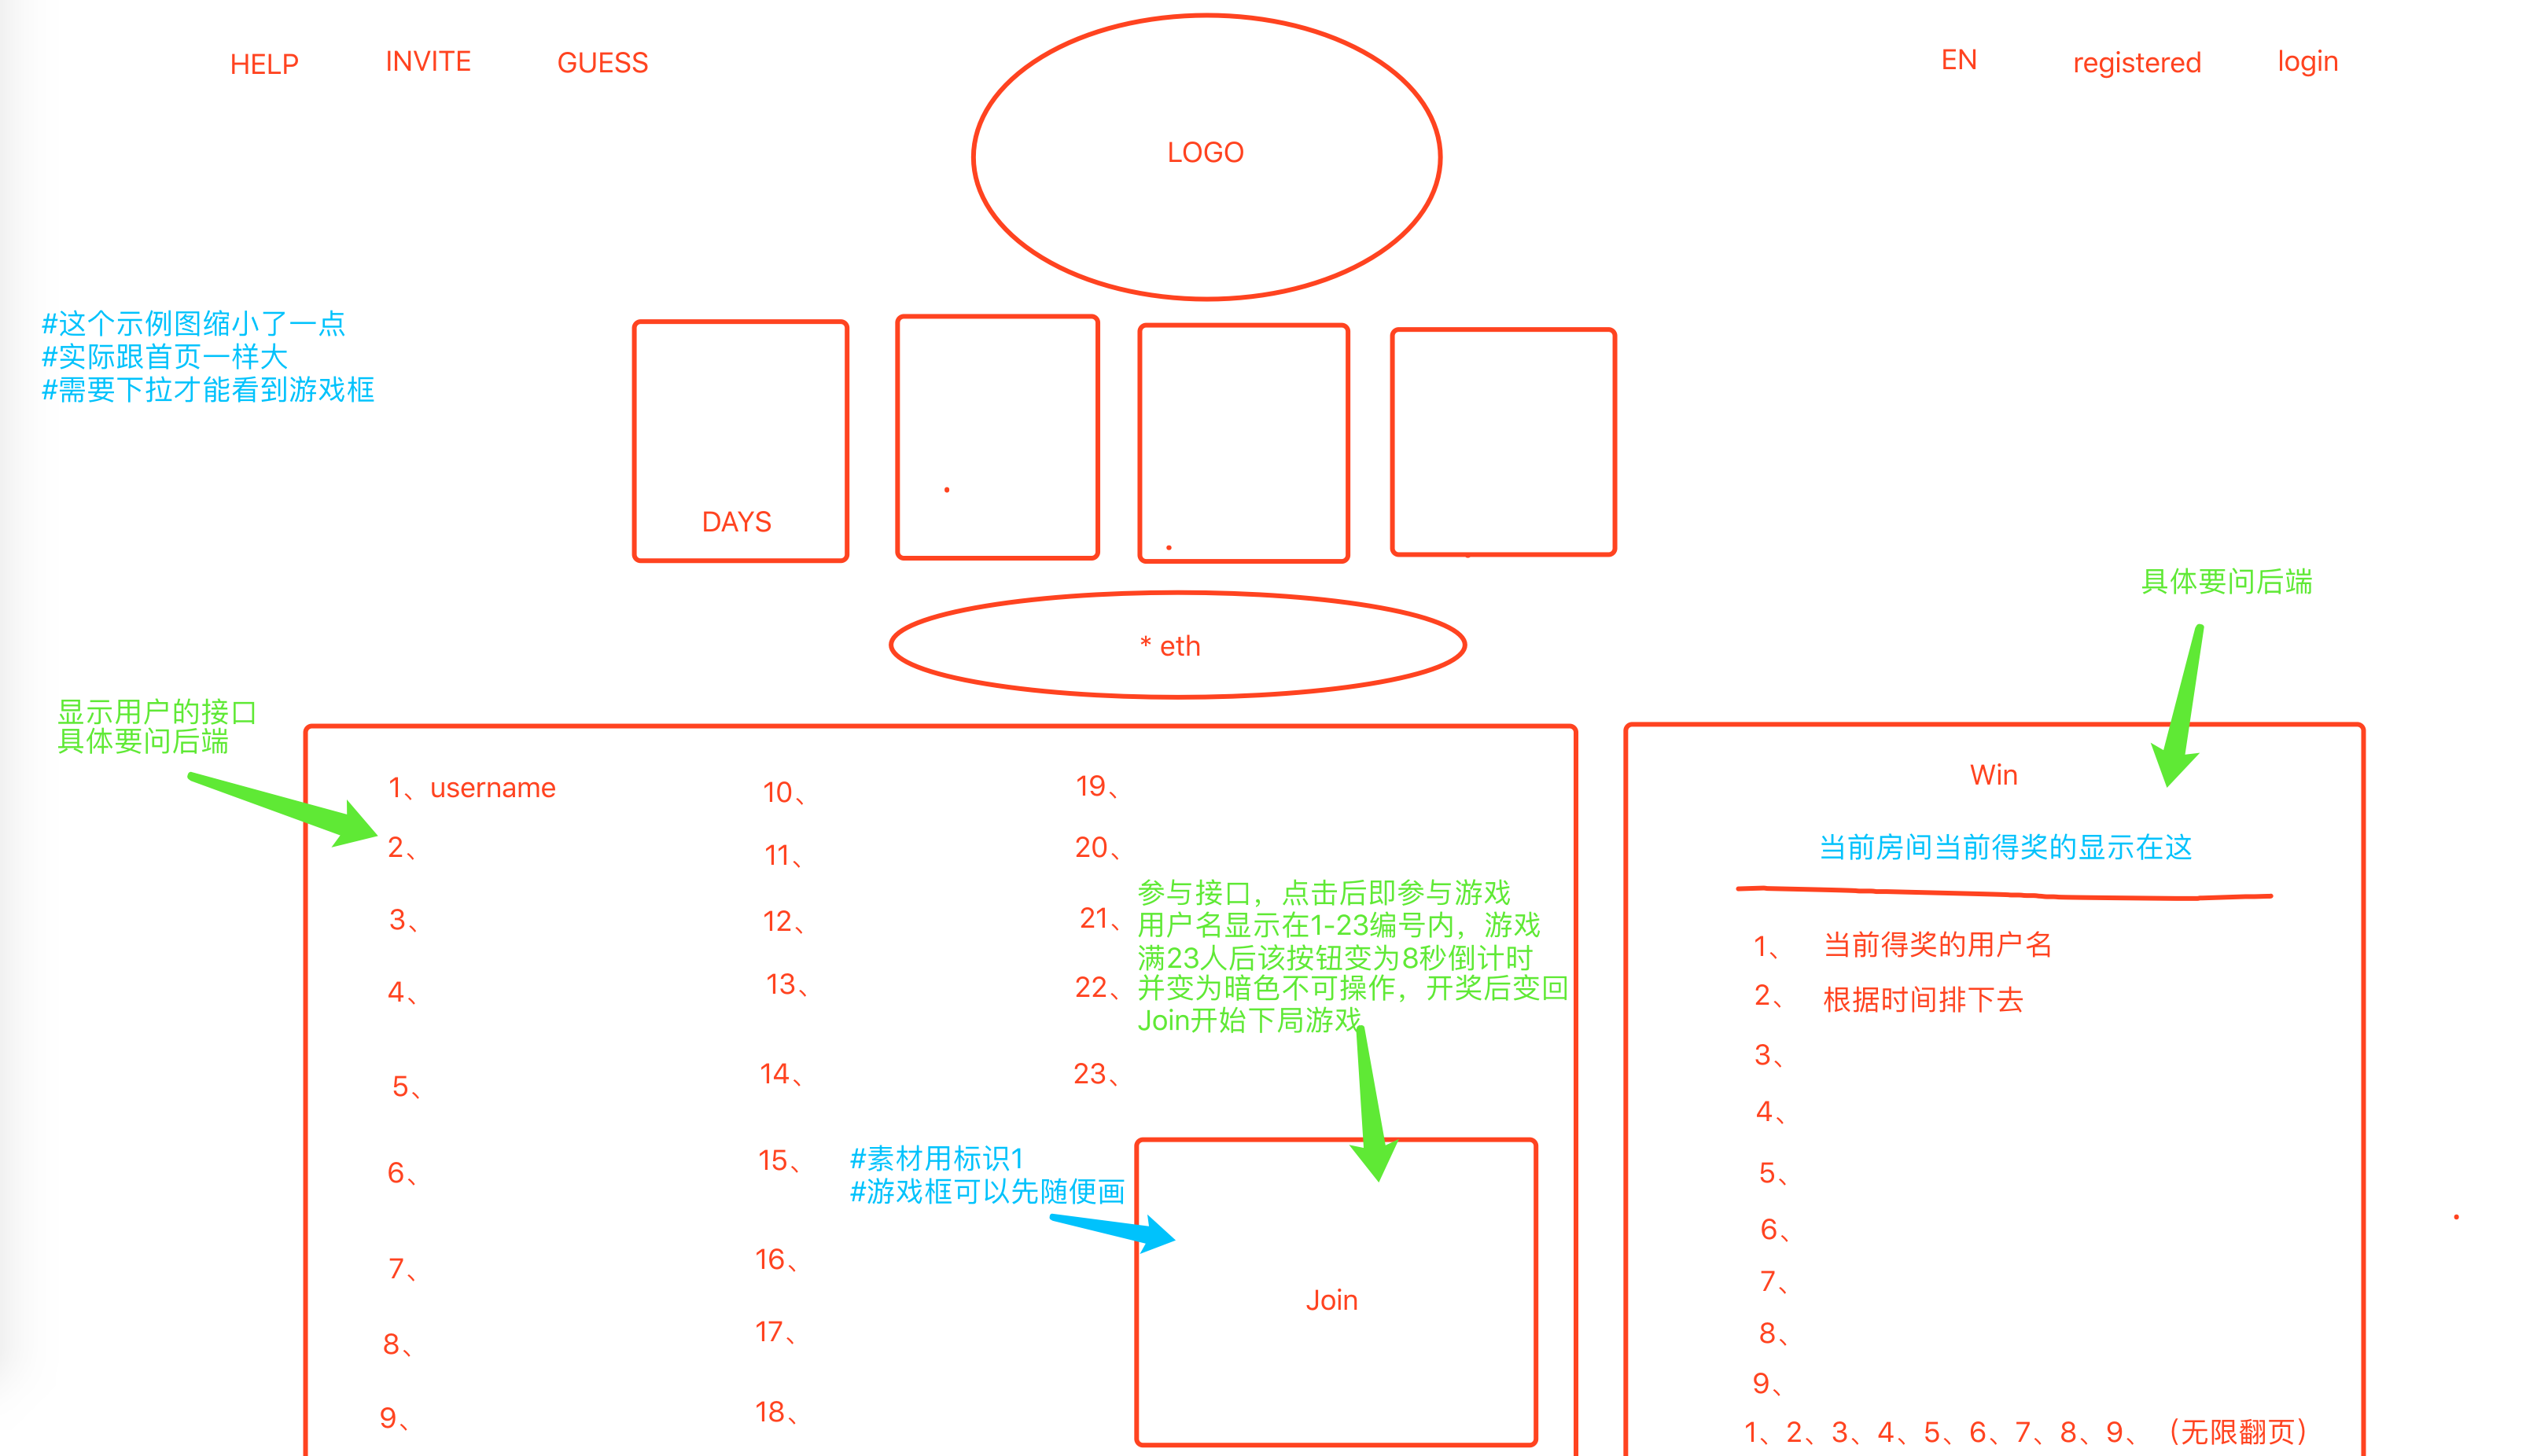 HELP
INVITE
GUESS
LOGO
EN
registered
login
#这个示例图缩小了一点
#实际跟首页一样大
#需要下拉才能看到游戏框
DAYS
* eth
具体要问后端
显示用户的接口
具体要问后端
1、username
2、
3、
4、
5、
6、
7、
8、
9、
10、
11、
12、
13、
14、
15、
16、
17、
18、
19、
20、
21、
22、
23、
参与接口，点击后即参与游戏
用户名显示在1-23编号内，游戏
满23人后该按钮变为8秒倒计时
并变为暗色不可操作，开奖后变回
Join开始下局游戏
#素材用标识1
#游戏框可以先随便画
Join
Win
当前房间当前得奖的显示在这
1、 当前得奖的用户名
2、 根据时间排下去
3、
4、
5、
6、
7、
8、
9、
1、2、3、4、5、6、7、8、9、（无限翻页）